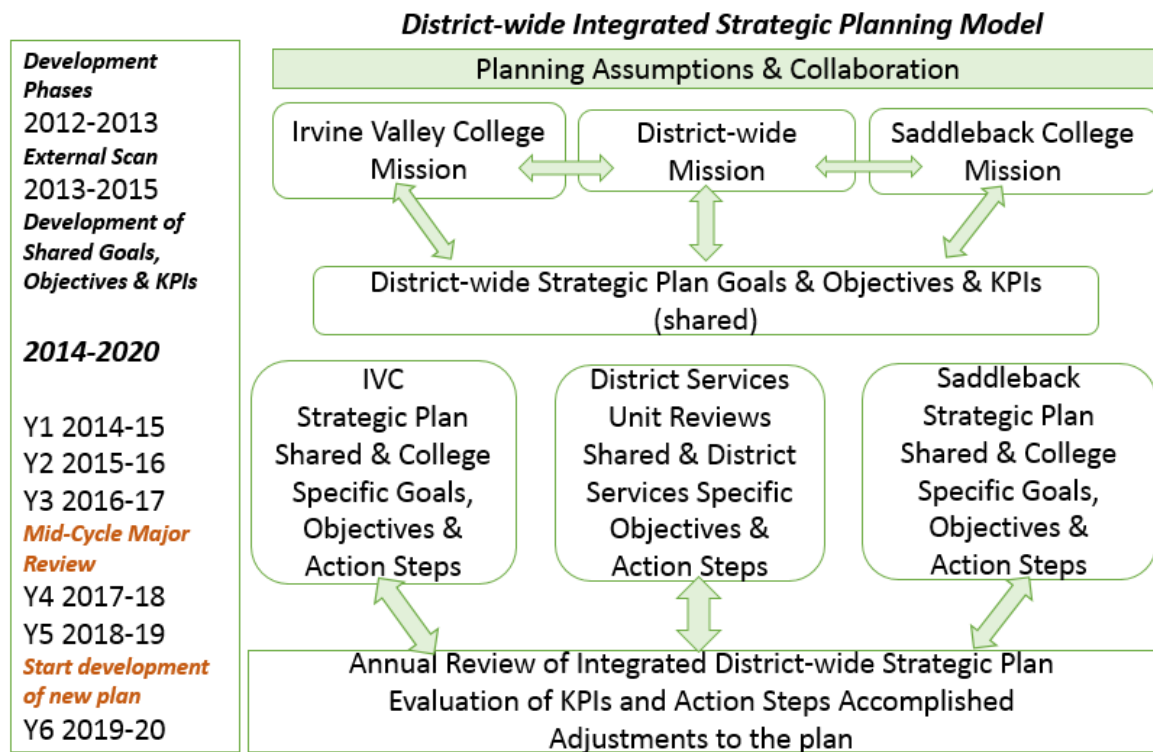 District-wide Integrated Strategic Planning Model
Development
Phases
2012-2013
External Scan
2013-2015
Development of
Shared Goals,
Objectives & KPIs
2014-2020
Y1 2014-15
Y2 2015-16
Y3 2016-17
Mid-Cycle Major
Review
Y4 2017-18
Y5 2018-19
Start development
of new plan
Y6 2019-20
Planning Assumptions & Collaboration
Irvine Valley College
Mission
District-wide
Mission
Saddleback College
Mission
District-wide Strategic Plan Goals & Objectives & KPIs
(shared)
IVC
Strategic Plan
Shared & College
Specific Goals,
Objectives &
Action Steps
District Services
Unit Reviews
Shared & District
Services Specific
Objectives &
Action Steps
Saddleback
Strategic Plan
Shared & College
Specific Goals,
Objectives &
Action Steps
Annual Review of Integrated District-wide Strategic Plan
Evaluation of KPIs and Action Steps Accomplished
Adjustments to the plan